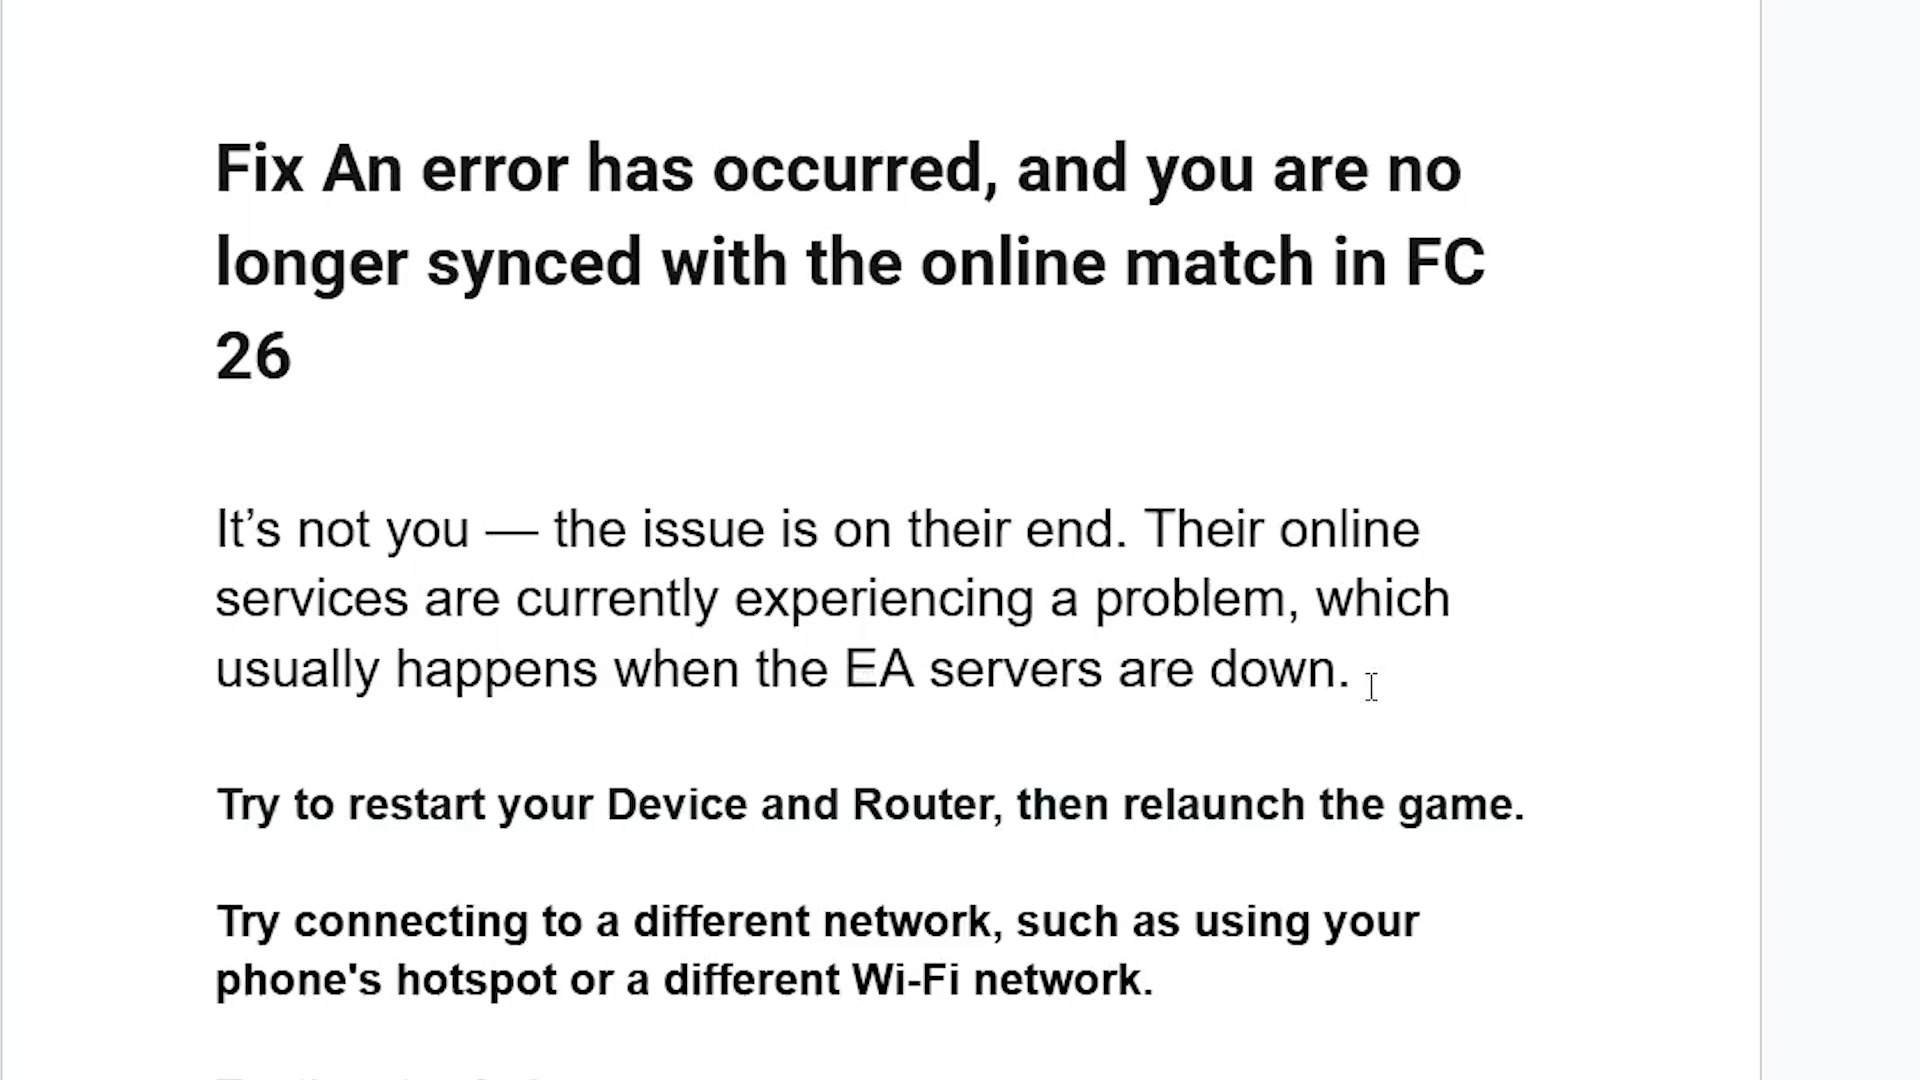 Fix An error has occurred, and you are no
longer synced with the online match in FC
26
It’s not you — the issue is on their end. Their online
services are currently experiencing a problem, which
usually happens when the EA servers are down.
Try to restart your Device and Router, then relaunch the game.
Try connecting to a different network, such as using your
phone's hotspot or a different Wi-Fi network.